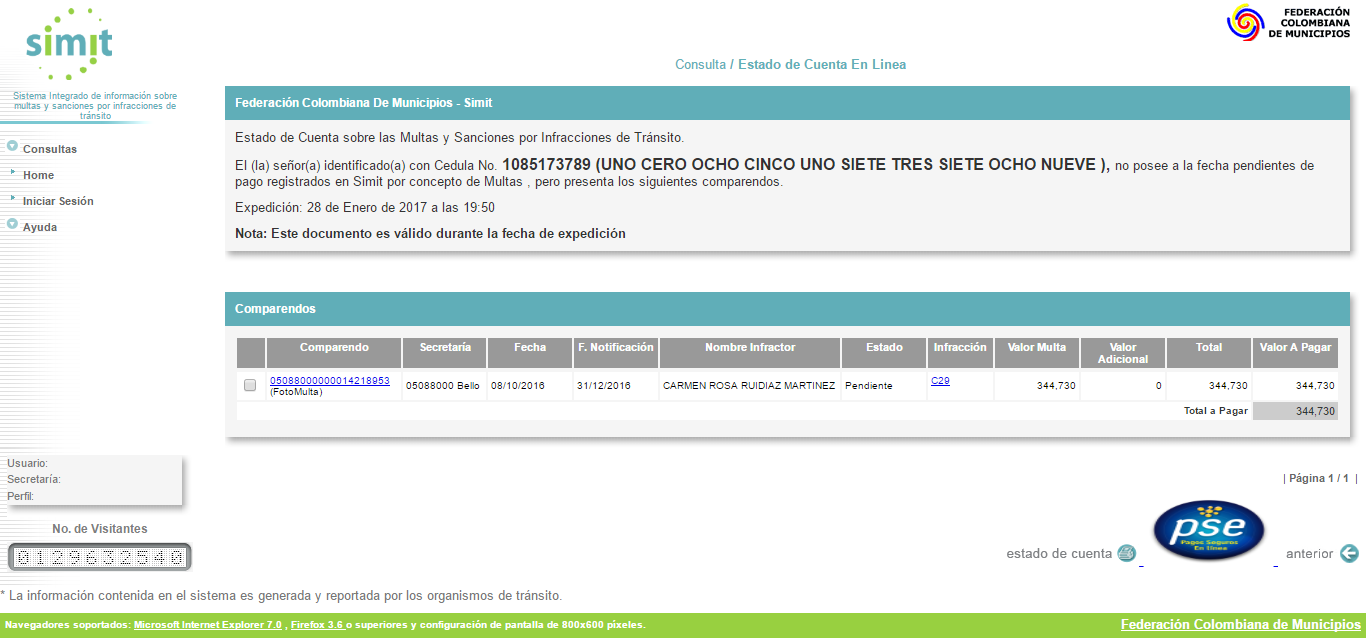 simit
Sistema Integrado de información sobre
multas y sanciones por infracciones de
tránsito
FEDERACIÓN
COLOMBIANA
DE MUNICIPIOS
Consulta / Estado de Cuenta En Linea
Consultas
Home
Iniciar Sesión
Ayuda
Federación Colombiana De Municipios - Simit
Estado de Cuenta sobre las Multas y Sanciones por Infracciones de Tránsito.
El (la) señor(a) identificado(a) con Cedula No. 1085173789 (UNO CERO OCHO CINCO UNO SIETE TRES SIETE OCHO NUEVE ), no posee a la fecha pendientes de
pago registrados en Simit por concepto de Multas , pero presenta los siguientes comparendos.
Expedición: 28 de Enero de 2017 a las 19:50
Nota: Este documento es válido durante la fecha de expedición
Comparendos
Comparendo Secretaría Fecha F. Notificación Nombre Infractor Estado Infracción Valor Multa Valor Adicional Total Valor A Pagar
05088000000014218953 05088000 Bello 08/10/2016 31/12/2016 CARMEN ROSA RUIDIAZ MARTINEZ Pendiente C29 344,730 0 344,730 344,730
(FotoMulta)
Total a Pagar 344,730
Usuario:
Secretaría:
Perfil:
No. de Visitantes
0129632540
| Página 1 / 1 |
pse
Pagos Seguros
En línea
estado de cuenta
anterior
* La información contenida en el sistema es generada y reportada por los organismos de tránsito.
Navegadores soportados: Microsoft Internet Explorer 7.0 , Firefox 3.6 o superiores y configuración de pantalla de 800x600 píxeles.
Federación Colombiana de Municipios